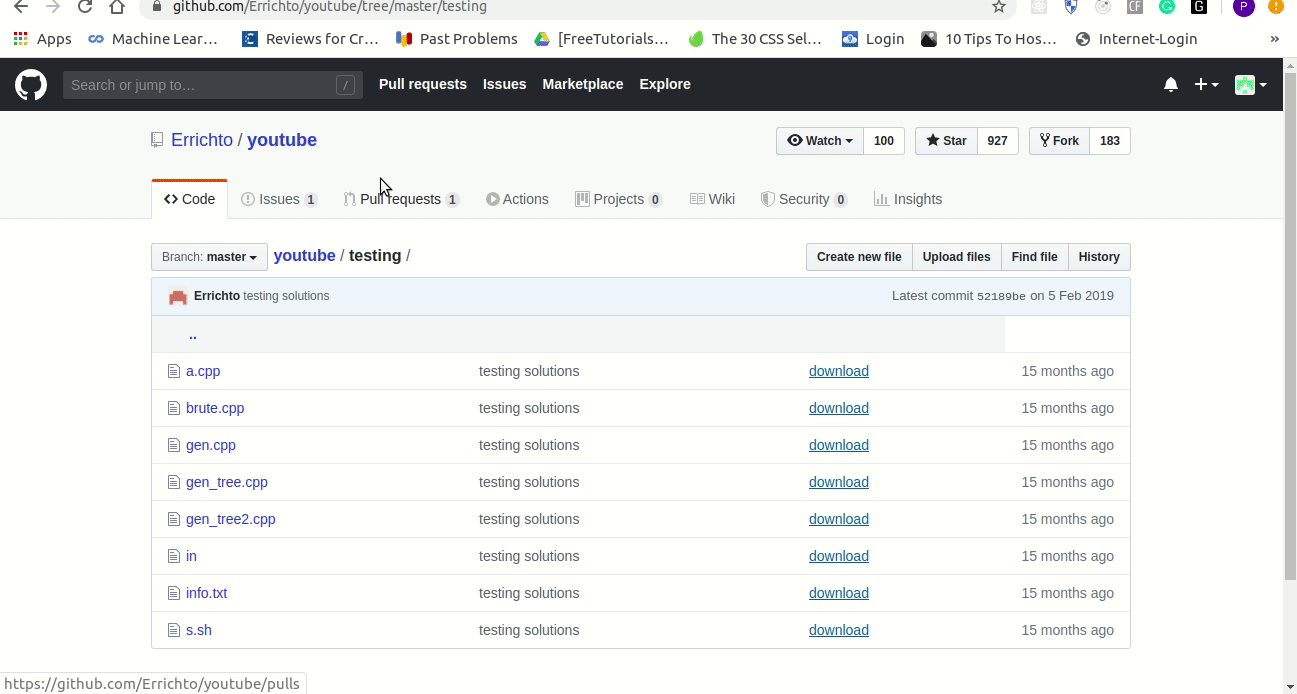 github.com/Errichto/youtube/tree/master/testing
CF G P
Apps Machine Lear... Reviews for Cr... Past Problems [FreeTutorials... The 30 CSS Sel... Login 10 Tips To Hos... Internet-Login »
Search or jump to... / Pull requests Issues Marketplace Explore
Errichto / youtube Watch 100 Star 927 Fork 183
Code Issues 1 Pull requests 1 Actions Projects 0 Wiki Security 0 Insights
Branch: master youtube / testing / Create new file Upload files Find file History
Errichto testing solutions Latest commit 52189be on 5 Feb 2019
..
a.cpp testing solutions download 15 months ago
brute.cpp testing solutions download 15 months ago
gen.cpp testing solutions download 15 months ago
gen_tree.cpp testing solutions download 15 months ago
gen_tree2.cpp testing solutions download 15 months ago
in testing solutions download 15 months ago
info.txt testing solutions download 15 months ago
s.sh testing solutions download 15 months ago
https://github.com/Errichto/youtube/pulls